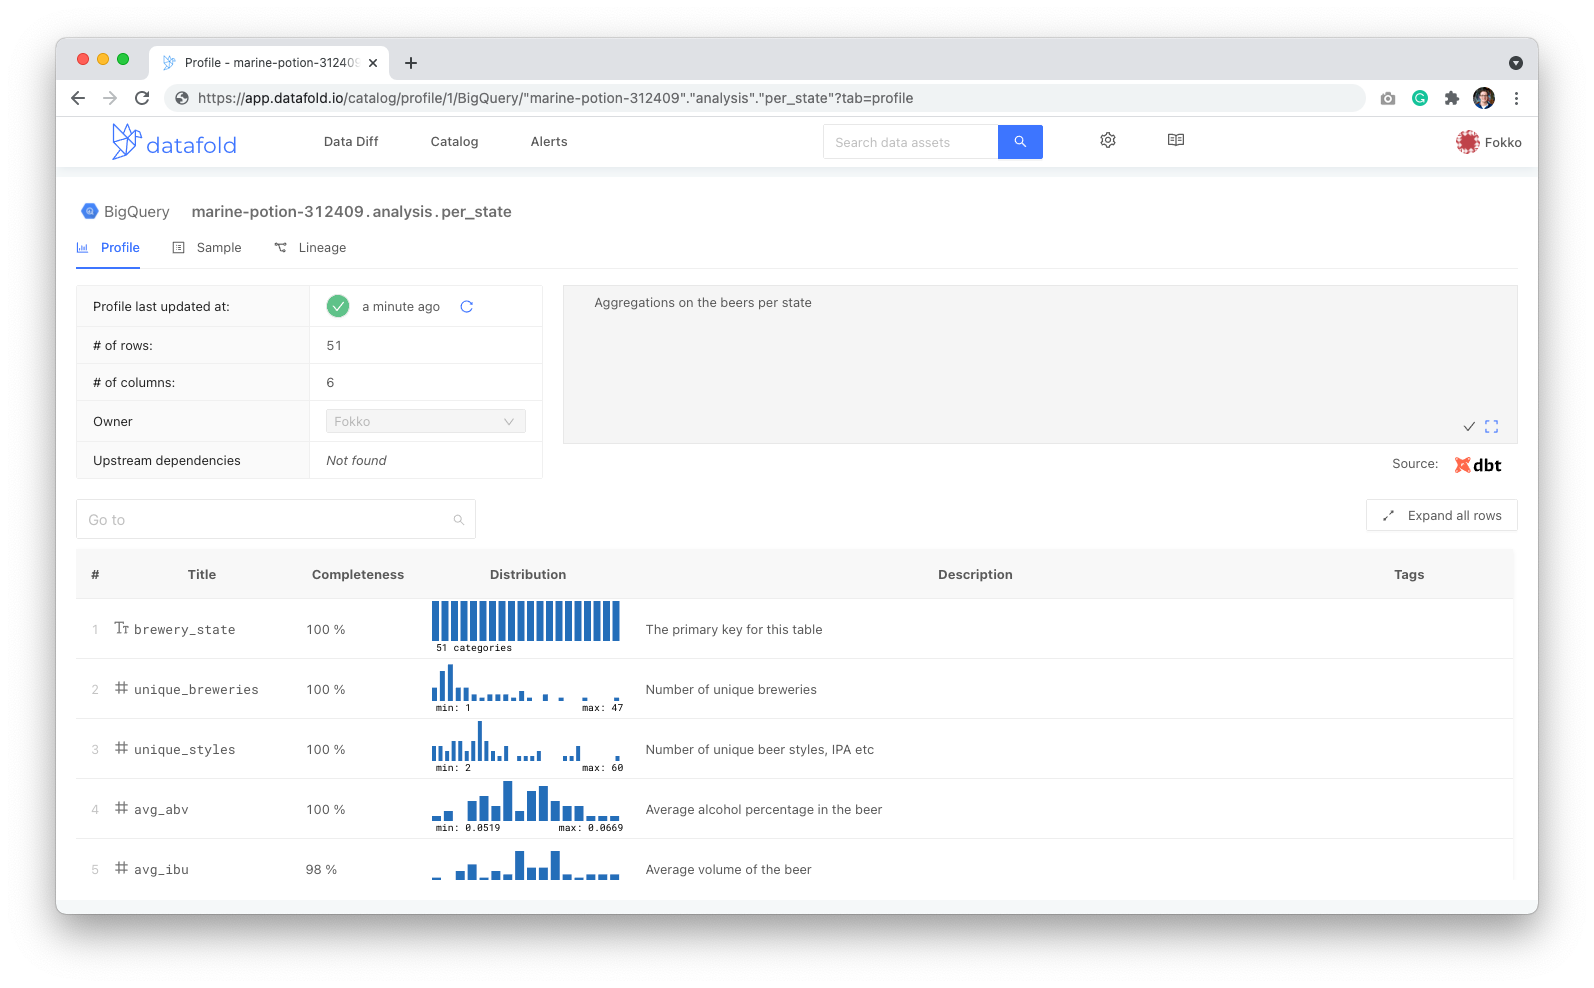 Profile - marine-potion-31240
https://app.datafold.io/catalog/profile/1/BigQuery/"marine-potion-312409"."analysis"."per_state"?tab=profile
datafold
Data Diff
Catalog
Alerts
Search data assets
Fokko
BigQuery marine-potion-312409.analysis.per_state
Profile
Sample
Lineage
Profile last updated at: a minute ago
# of rows: 51
# of columns: 6
Owner Fokko
Upstream dependencies Not found
Aggregations on the beers per state
Source: dbt
Go to
Expand all rows
# Title Completeness Distribution Description Tags
1 Tт brewery_state 100 % The primary key for this table
51 categories
2 # unique_breweries 100 % Number of unique breweries
min: 1 max: 47
3 # unique_styles 100 % Number of unique beer styles, IPA etc
min: 2 max: 60
4 # avg_abv 100 % Average alcohol percentage in the beer
min: 0.0519 max: 0.0669
5 # avg_ibu 98 % Average volume of the beer